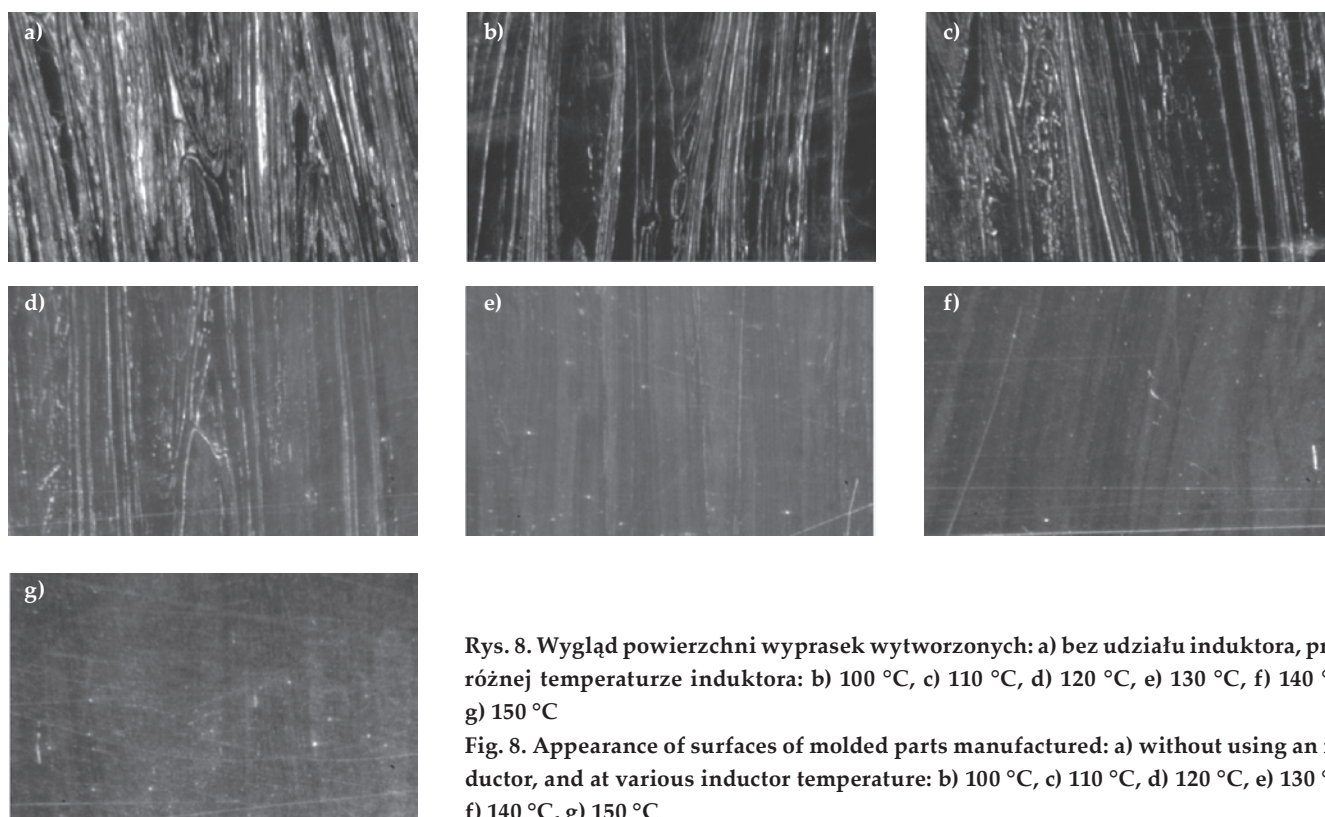 a)
b)
c)
d)
e)
f)
g)
Rys. 8. Wygląd powierzchni wyprasek wytworzonych: a) bez udziału induktora,
różnej temperaturze induktora: b) 100 °C, c) 110 °C, d) 120 °C, e) 130 °C, f) 140
g) 150 °C
Fig. 8. Appearance of surfaces of molded parts manufactured: a) without using an
ductor, and at various inductor temperature: b) 100 °C, c) 110 °C, d) 120 °C, e) 130
f) 140 °C, g) 150 °C